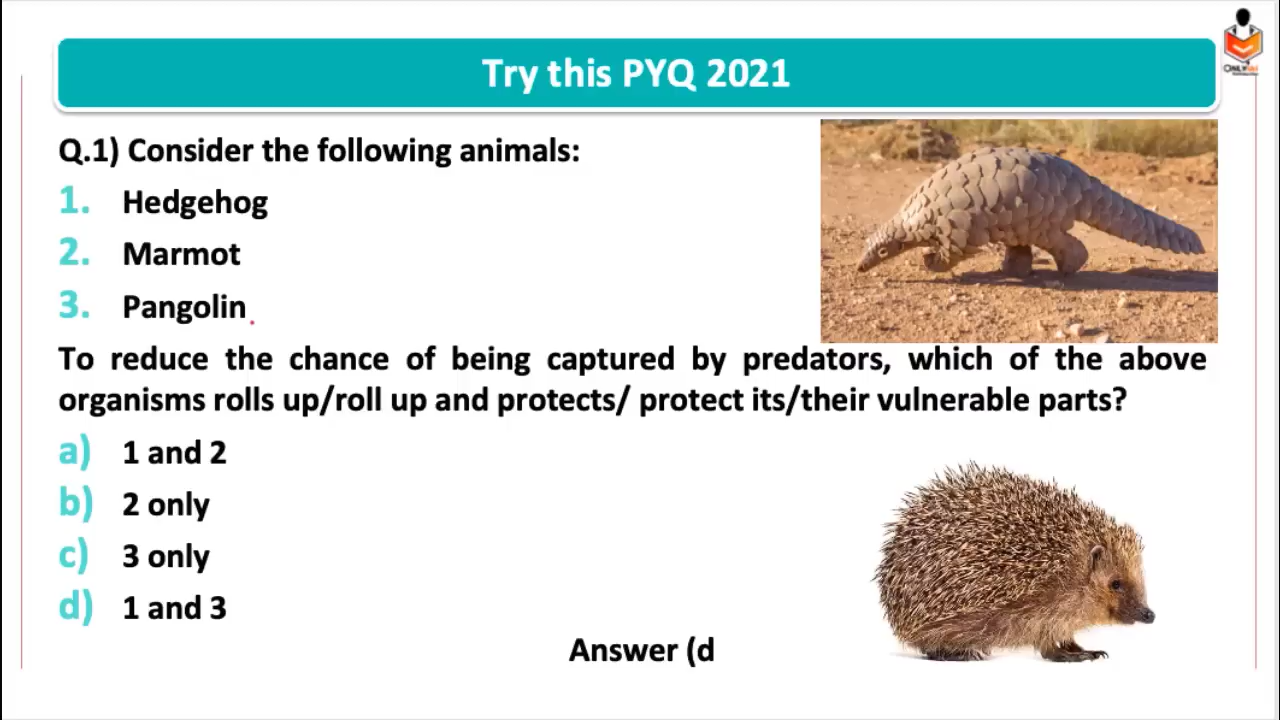 Try this PYQ 2021
Q.1) Consider the following animals:
1. Hedgehog
2. Marmot
3. Pangolin
To reduce the chance of being captured by predators, which of the above
organisms rolls up/roll up and protects/ protect its/their vulnerable parts?
a) 1 and 2
b) 2 only
c) 3 only
d) 1 and 3
Answer (d